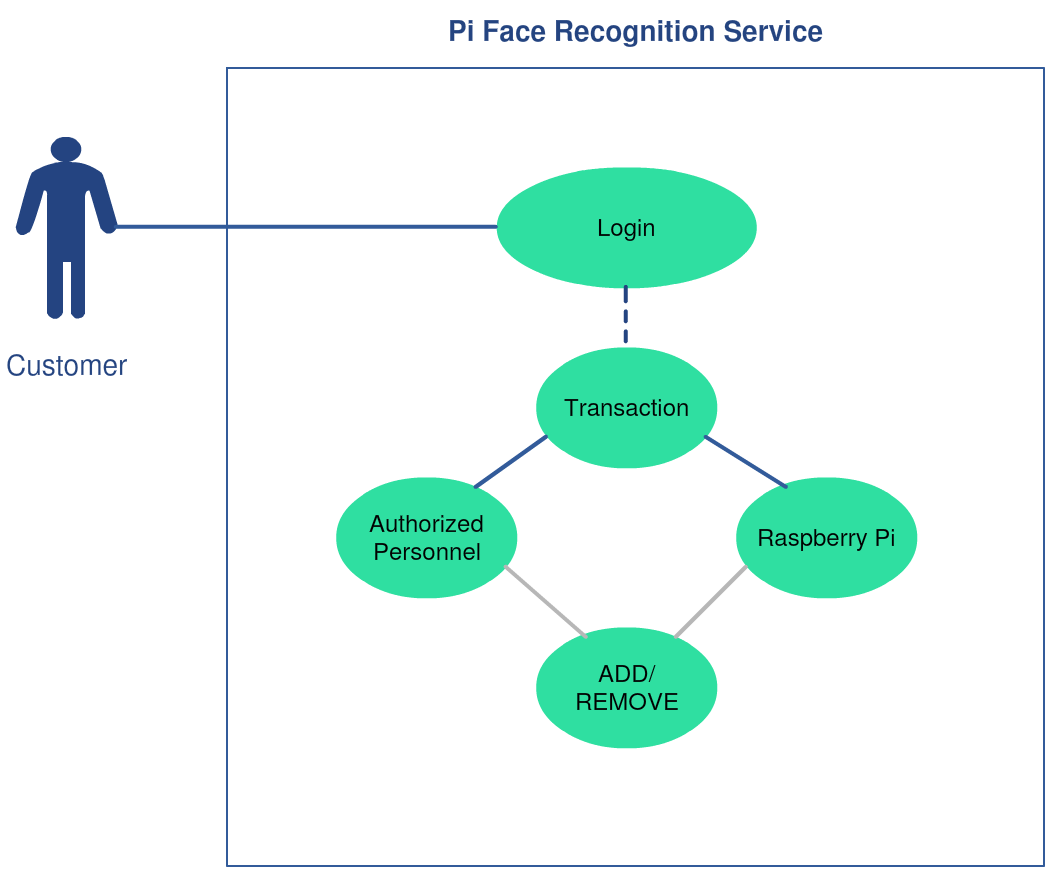 Pi Face Recognition Service
Login
Customer
Transaction
Authorized
Personnel
Raspberry Pi
ADD/
REMOVE